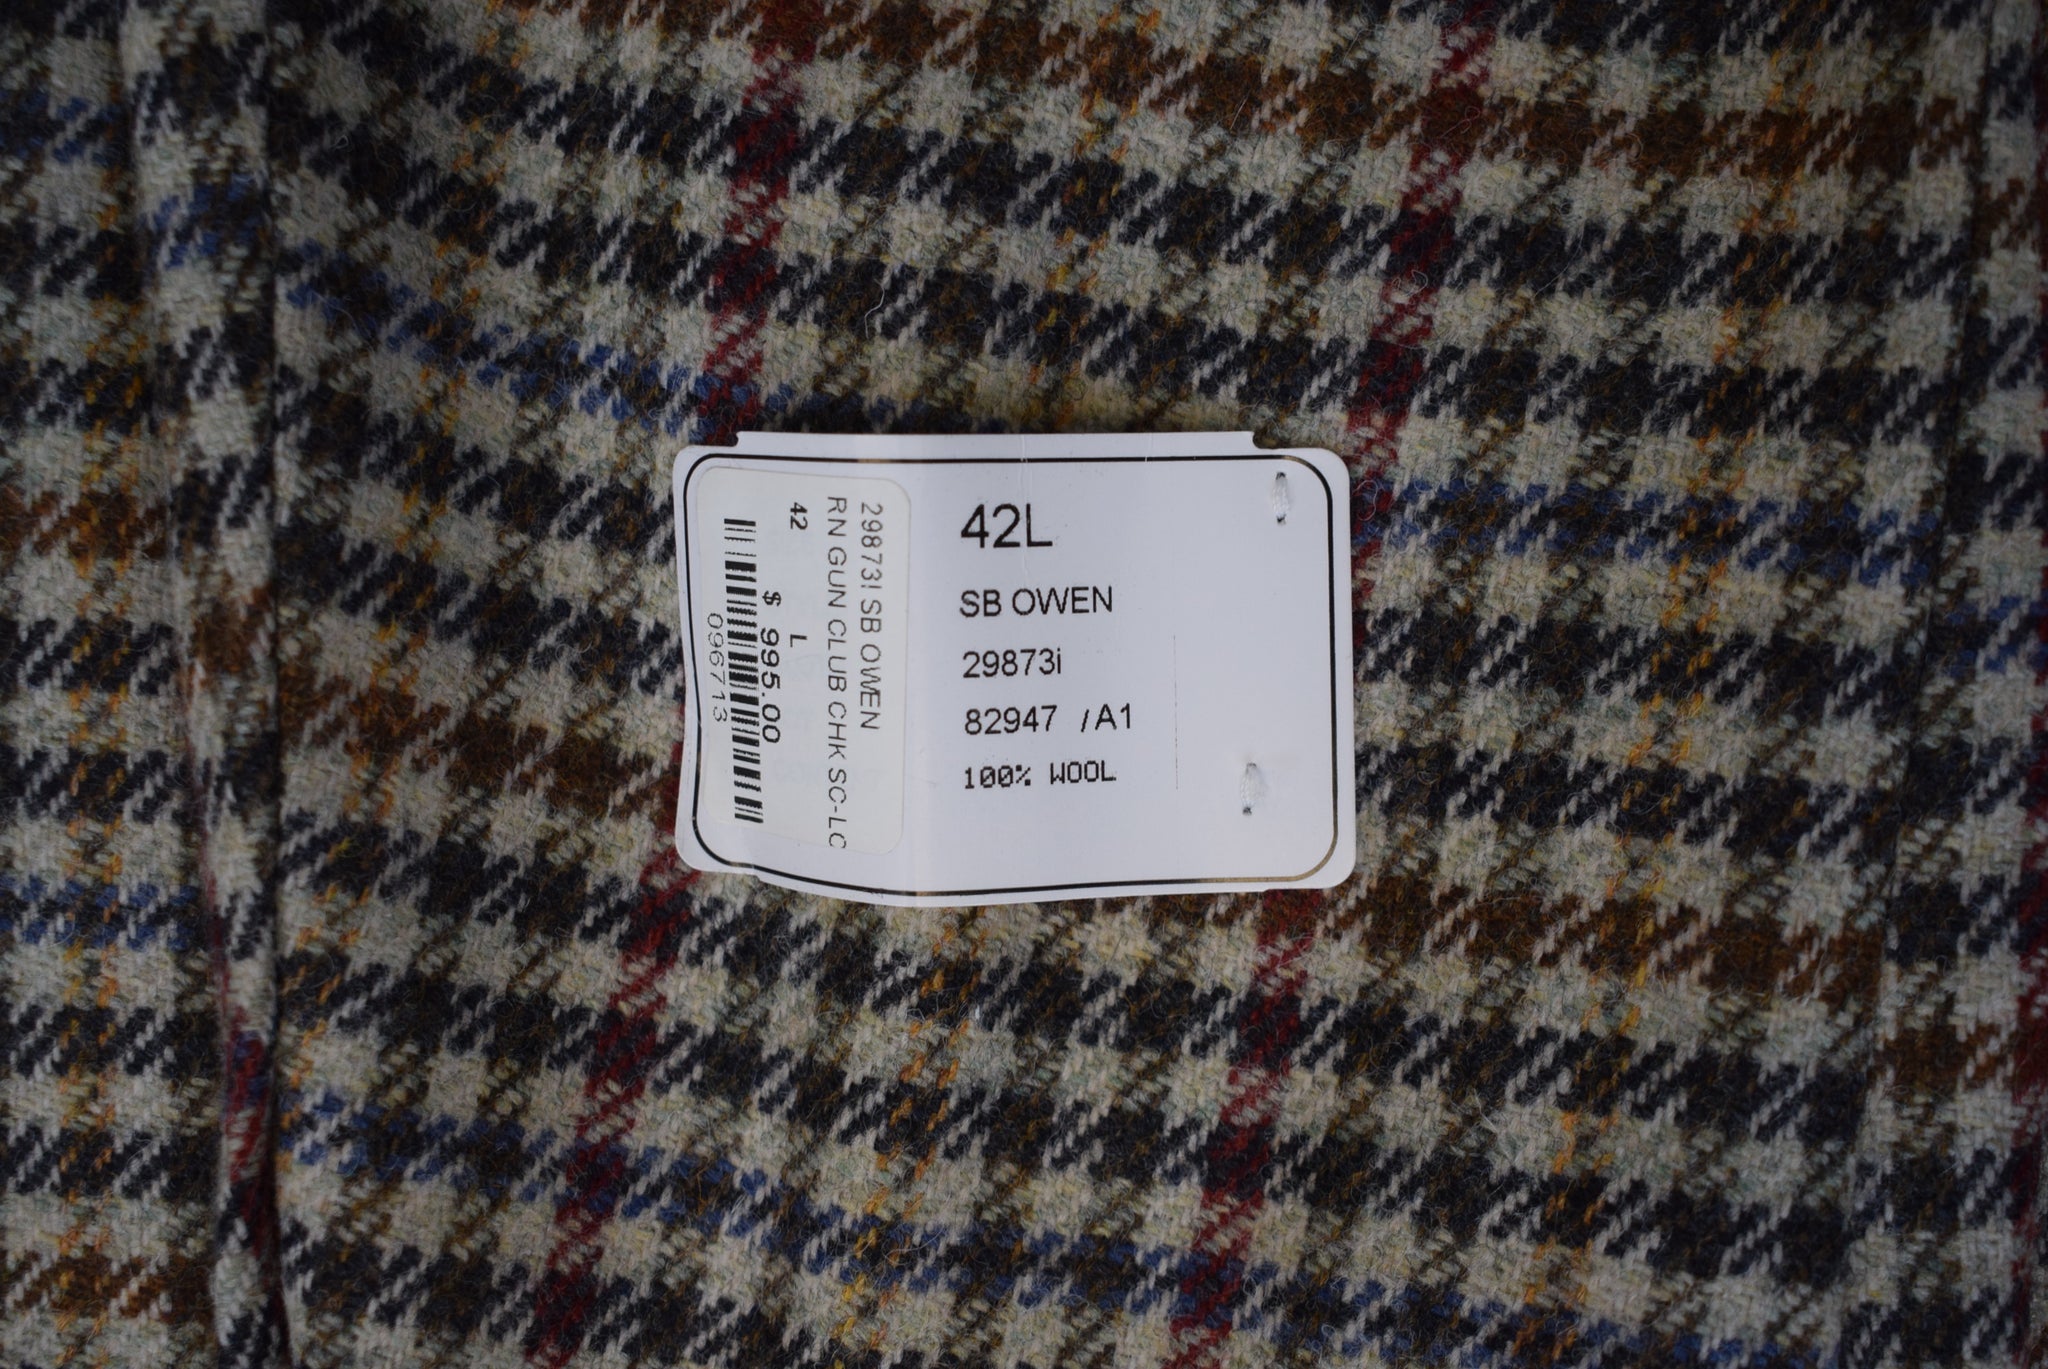 42L
SB OWEN
29873i
82947 /A1
100% WOOL
29873I SB OWEN
RN GUN CLUB CHK SC-LC
42 L
$ 995.00
096713